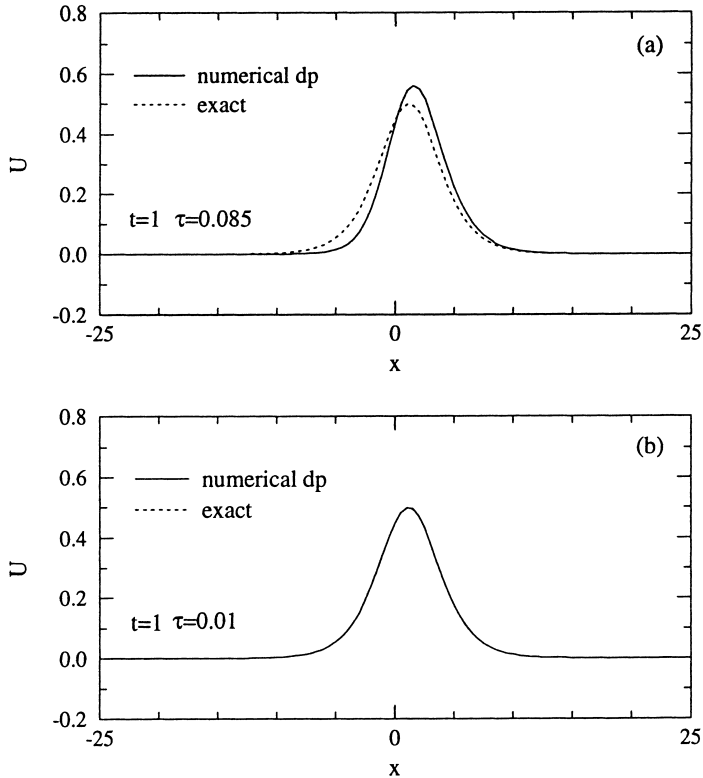 0.8
(a)
numerical dp
0.6
exact
0.4
U
0.2
t=1 τ=0.085
0.0
-0.2
-25
0
25
x
0.8
(b)
0.6
numerical dp
exact
0.4
U
0.2
t=1 τ=0.01
0.0
-0.2
-25
0
25
x